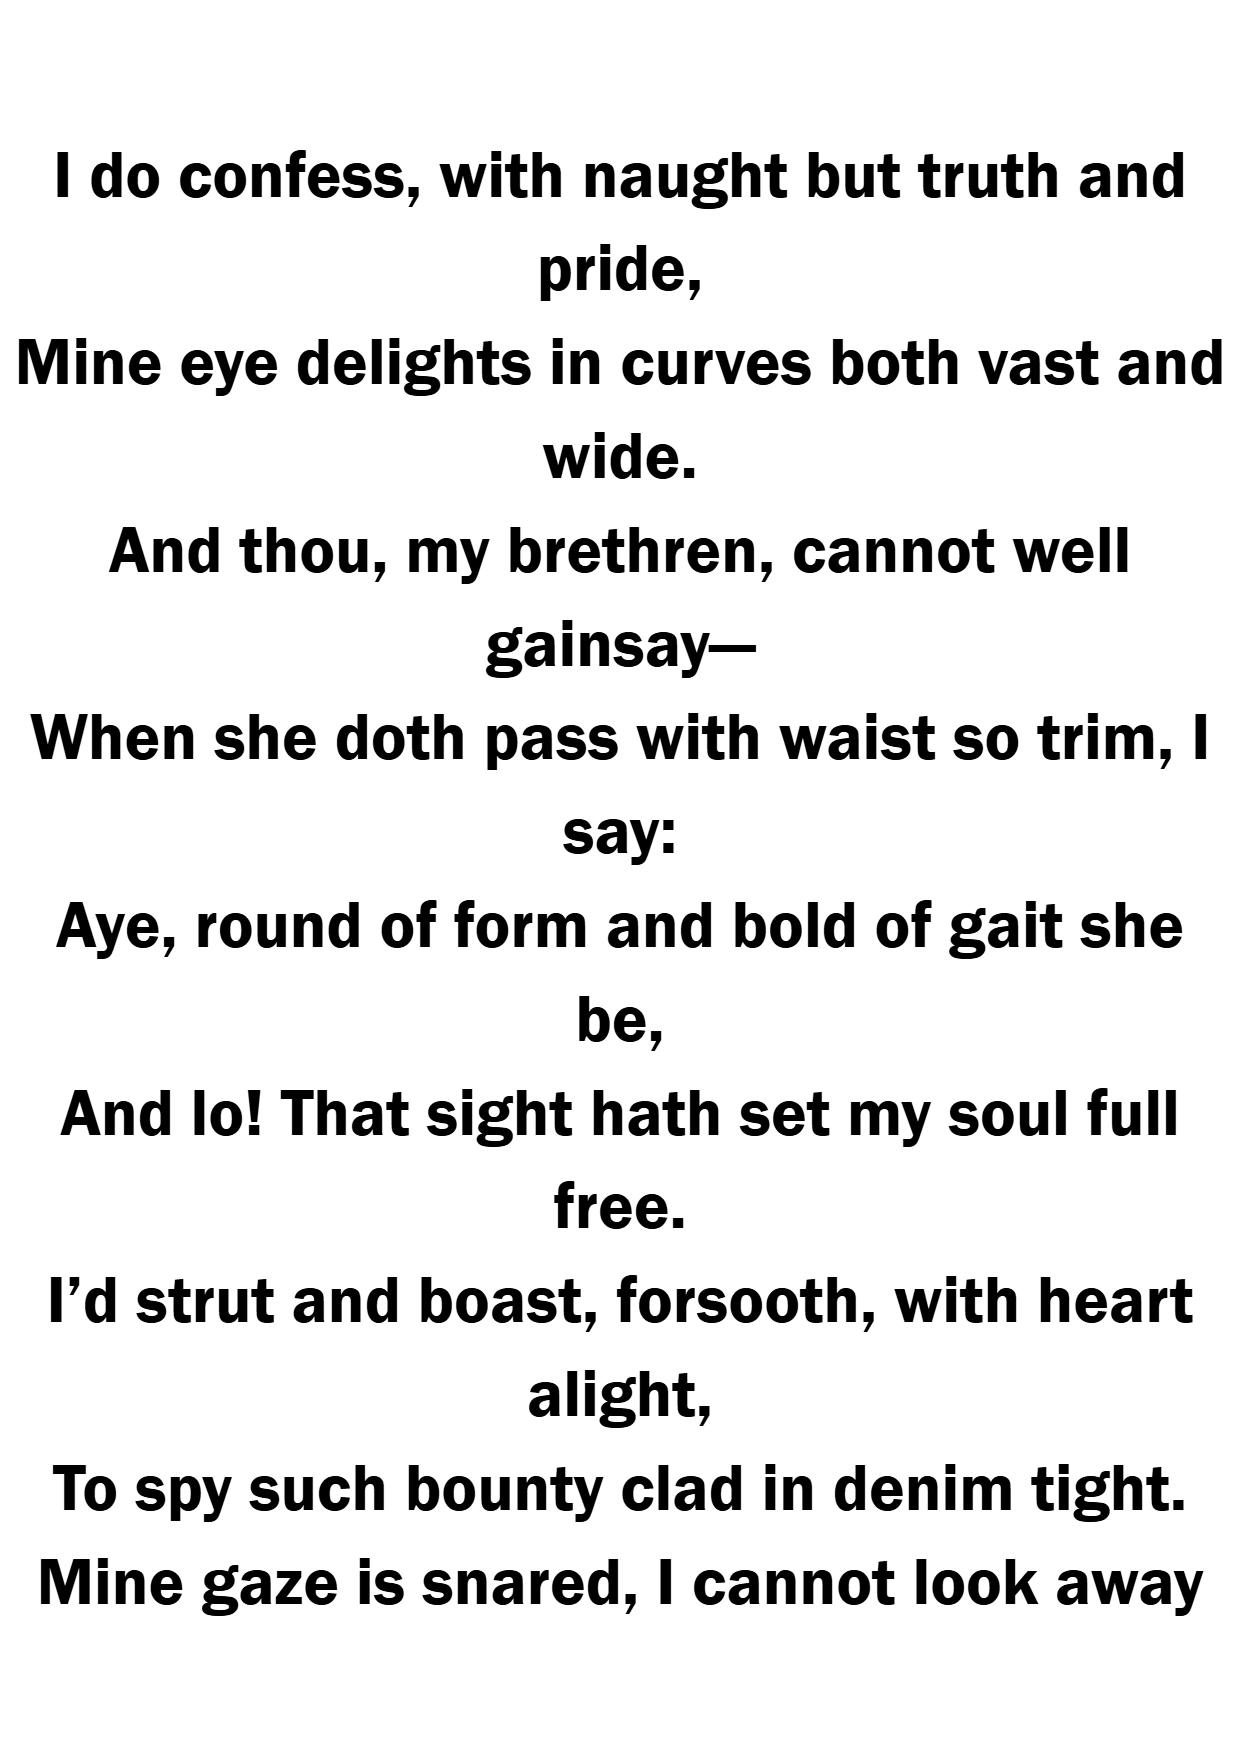 I do confess, with naught but truth and
pride,
Mine eye delights in curves both vast and
wide.
And thou, my brethren, cannot well
gainsay—
When she doth pass with waist so trim, I
say:
Aye, round of form and bold of gait she
be,
And lo! That sight hath set my soul full
free.
I’d strut and boast, forsooth, with heart
alight,
To spy such bounty clad in denim tight.
Mine gaze is snared, I cannot look away